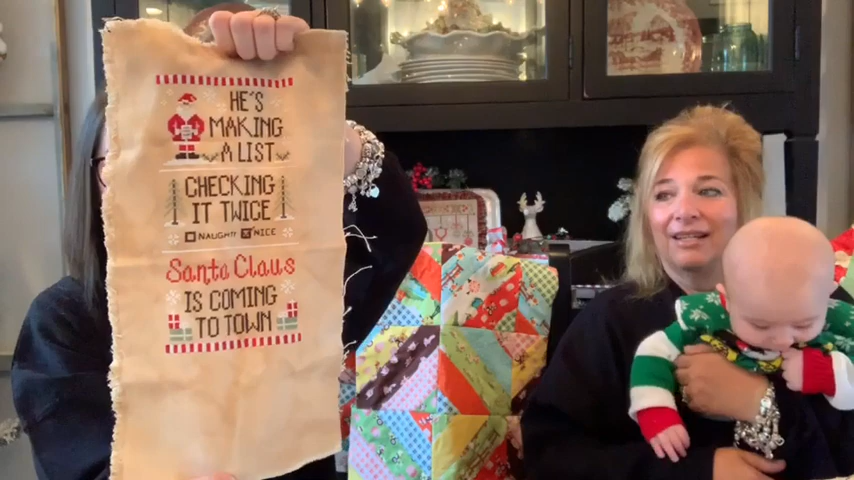 HE'S
MAKING
A LIST
CHECKING
IT TWICE
NAUGHTY NICE
Santa Claus
IS COMING
TO TOWN